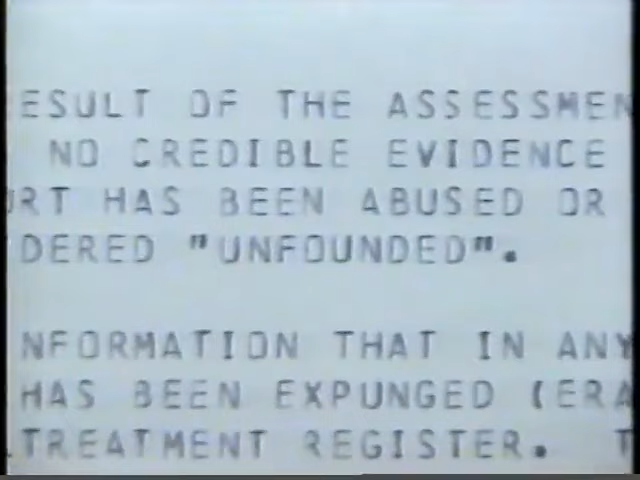 ESULT OF THE ASSESSMEN
NO CREDIBLE EVIDENCE
RT HAS BEEN ABUSED OR
DERED "UNFOUNDED".
NFORMATION THAT IN ANY
HAS BEEN EXPUNGED (ERA
TREATMENT REGISTER. T